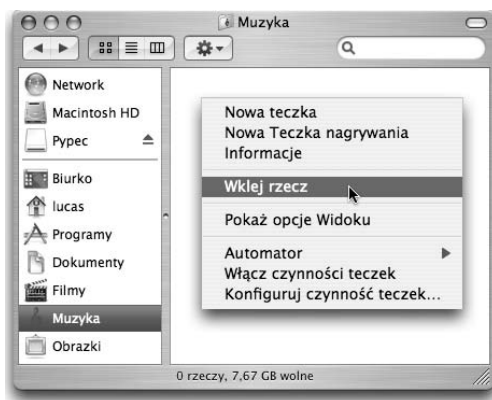 Muzyka
Network
Macintosh HD
Pypec
Biurko
lucas
Programy
Dokumenty
Filmy
Muzyka
Obrazki
Nowa teczka
Nowa Teczka nagrywania
Informacje
Wklej rzecz
Pokaż opcje Widoku
Automator
Włącz czynności teczek
Konfiguruj czynność teczek...
0 rzeczy, 7,67 GB wolne